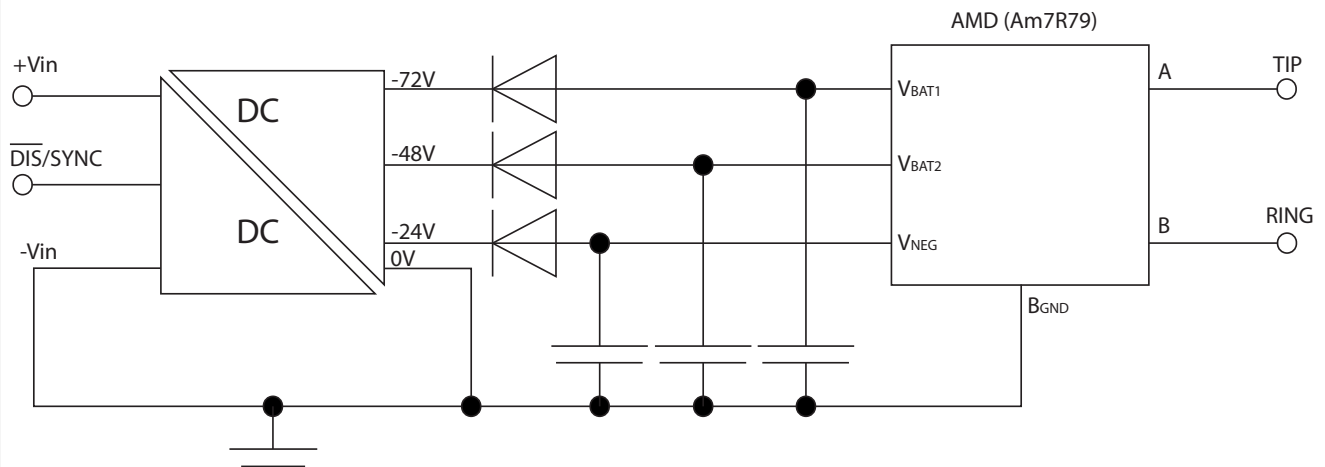 AMD (Am7R79)
+Vin
DC
-72V
VBAT1
A
TIP
DIS/SYNC
-48V
VBAT2
DC
-Vin
-24V
0V
VNEG
B
RING
BGND